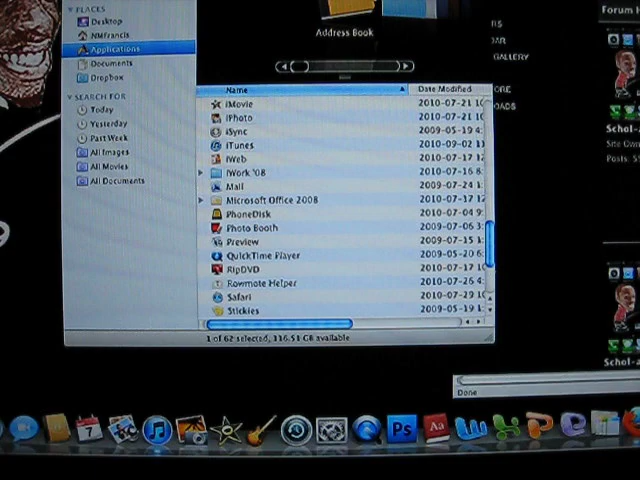 PLACES
Desktop
NMFrancis
Applications
Documents
Dropbox
SEARCH FOR
Today
Yesterday
Past Week
All Images
All Movies
All Documents
Address Book
GALLERY
Forum H
Name Date Modified
iMovie 2010-07-21 10
iPhoto 2010-07-21 10
iSync 2009-05-19 4:
iTunes 2010-09-02 11
iWeb 2010-07-17 12
iWork '08 2010-07-16 8:
Mail 2009-07-24 1:
Microsoft Office 2008 2010-07-17 12
PhoneDisk 2010-07-04 9:
Photo Booth 2009-07-06 3:
Preview 2009-07-15 1:
QuickTime Player 2009-05-20 6:
RipDVD 2010-07-17 10
Rowmote Helper 2010-07-26 4:
Safari 2010-07-29 10
Stickies 2009-05-19 1:
1 of 62 selected, 116.51 GB available
Schol-a
Site Own
Posts: 5
Schol-a
Done
7
Ps
Aa